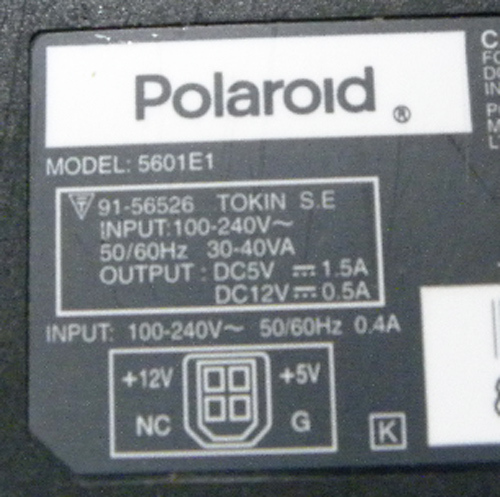 Polaroid ®
MODEL: 5601E1
91-56526 TOKIN S.E
INPUT:100-240V~
50/60Hz 30-40VA
OUTPUT : DC5V ⎓ 1.5A
DC12V ⎓ 0.5A
INPUT: 100-240V~ 50/60Hz 0.4A
+12V +5V
NC G
K